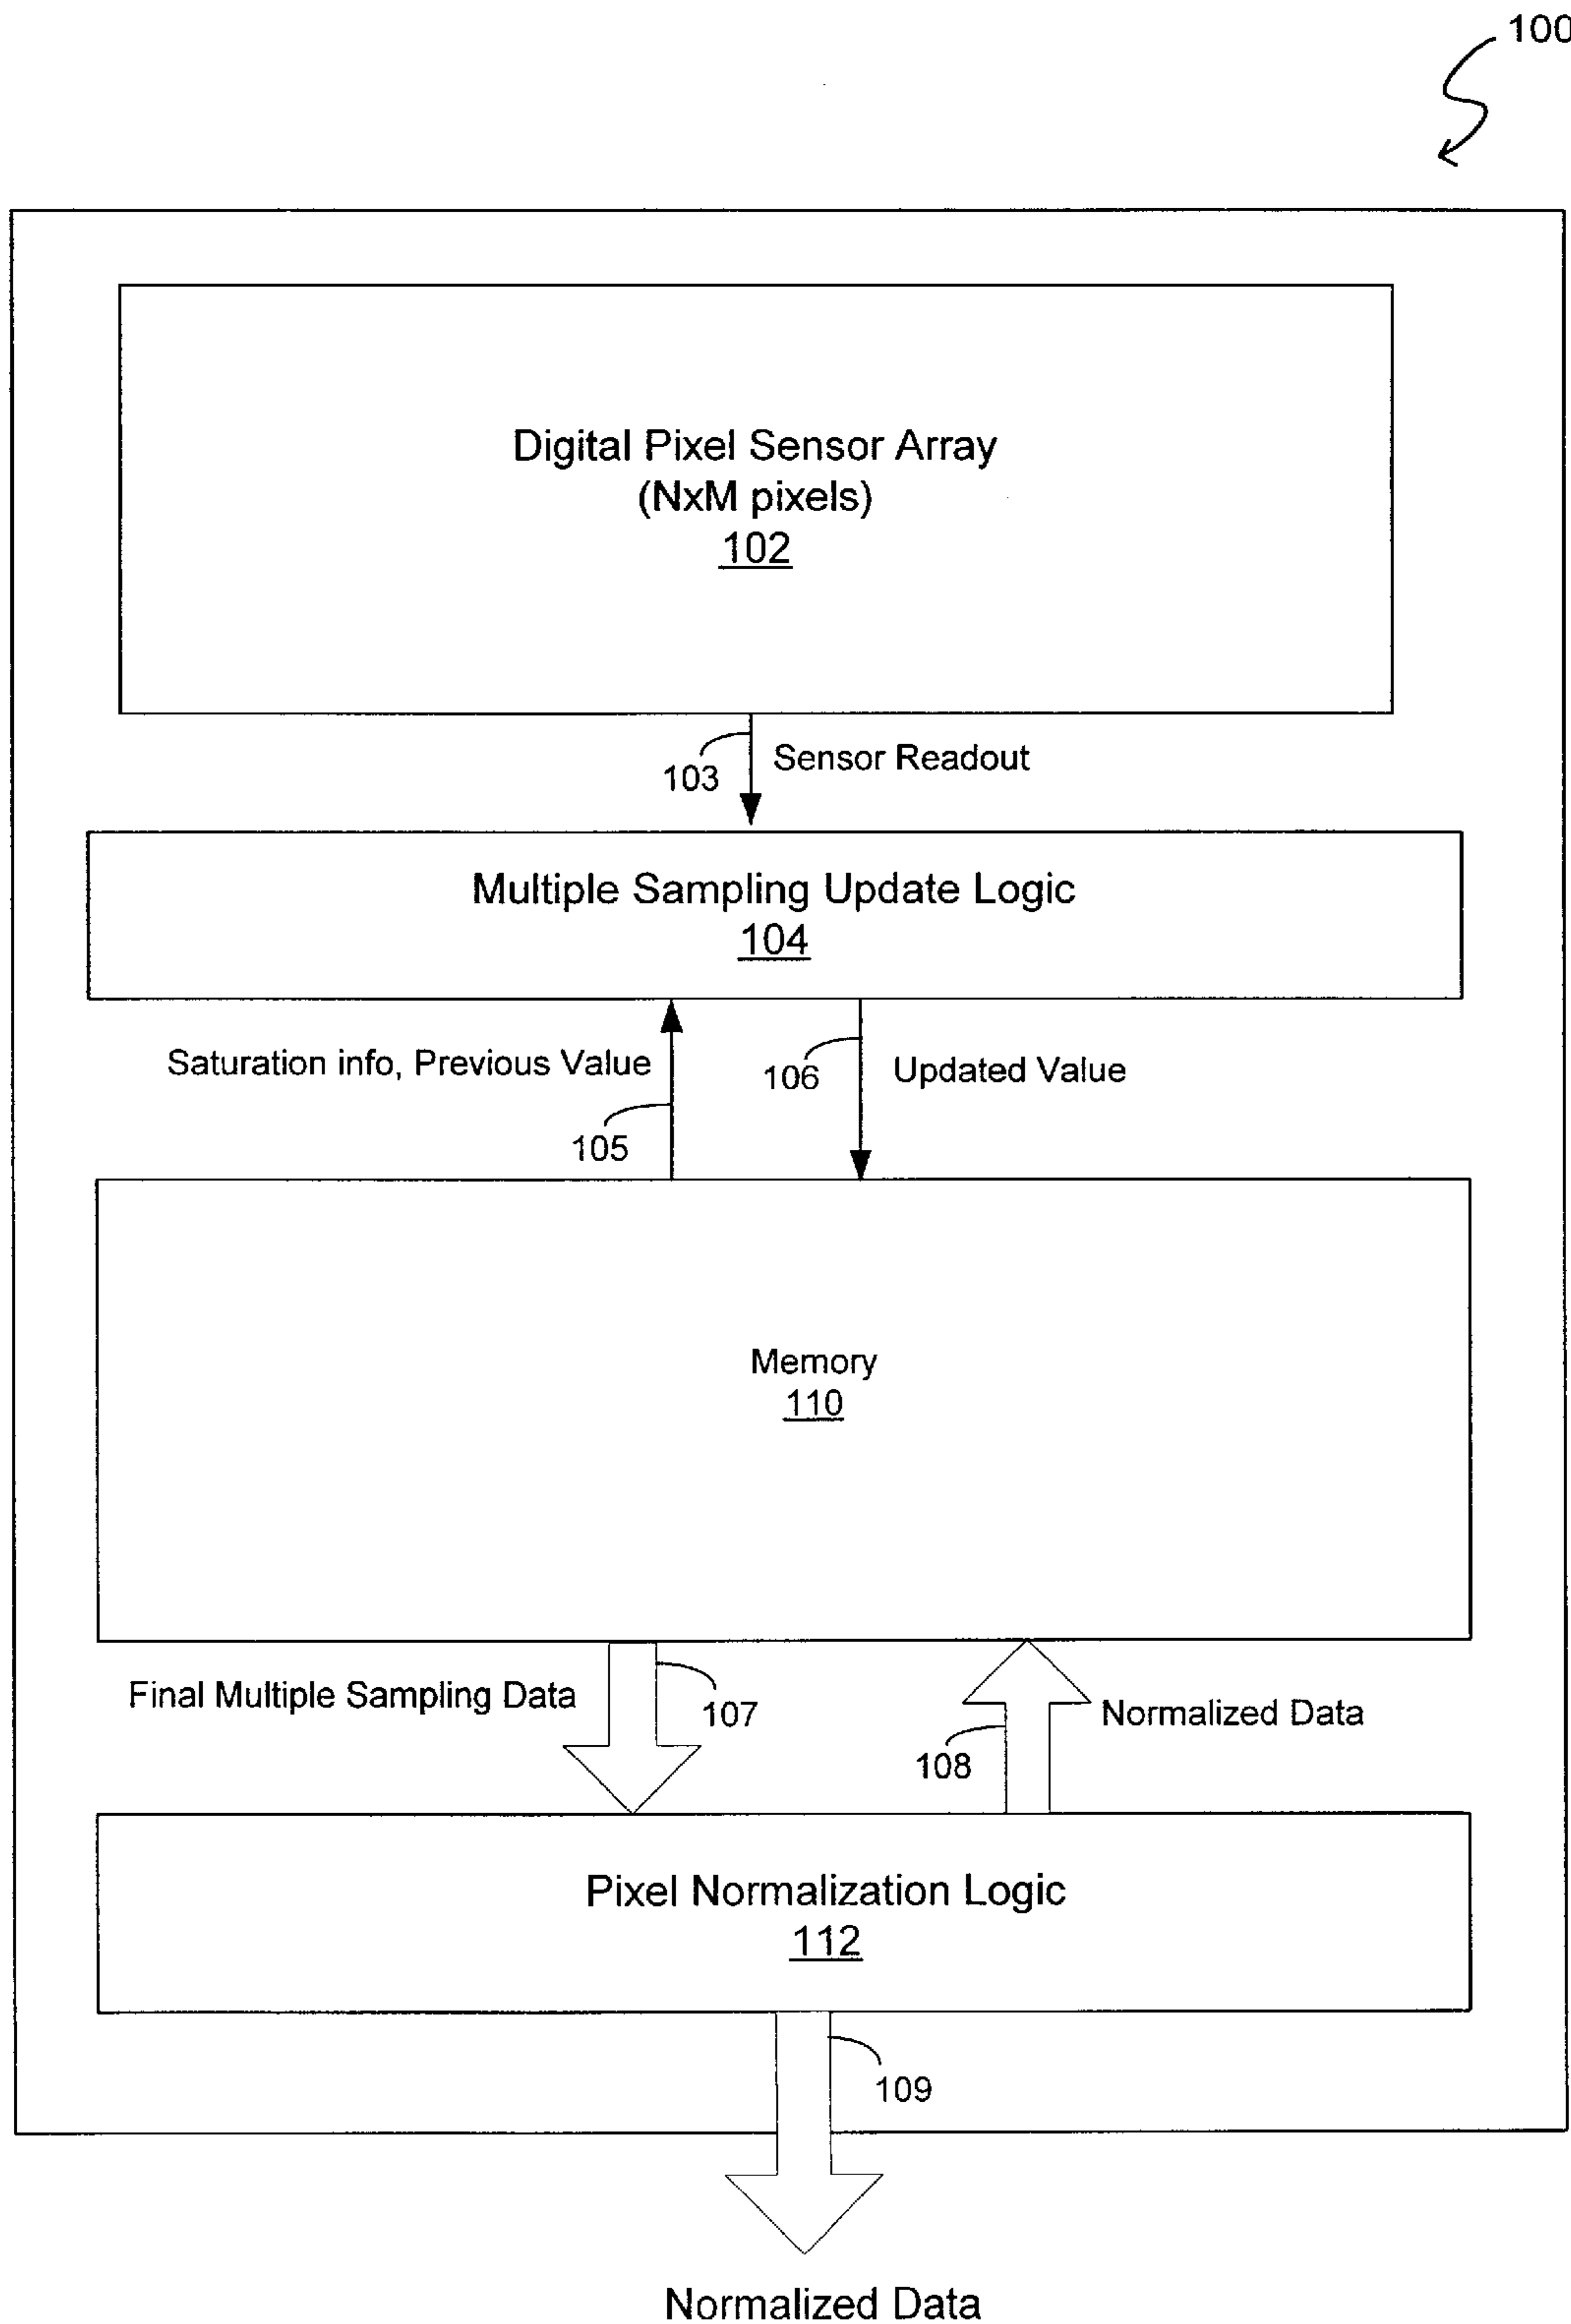 100
Digital Pixel Sensor Array
(NxM pixels)
102
103
Sensor Readout
Multiple Sampling Update Logic
104
Saturation info, Previous Value
105
106
Updated Value
Memory
110
Final Multiple Sampling Data
107
108
Normalized Data
Pixel Normalization Logic
112
109
Normalized Data